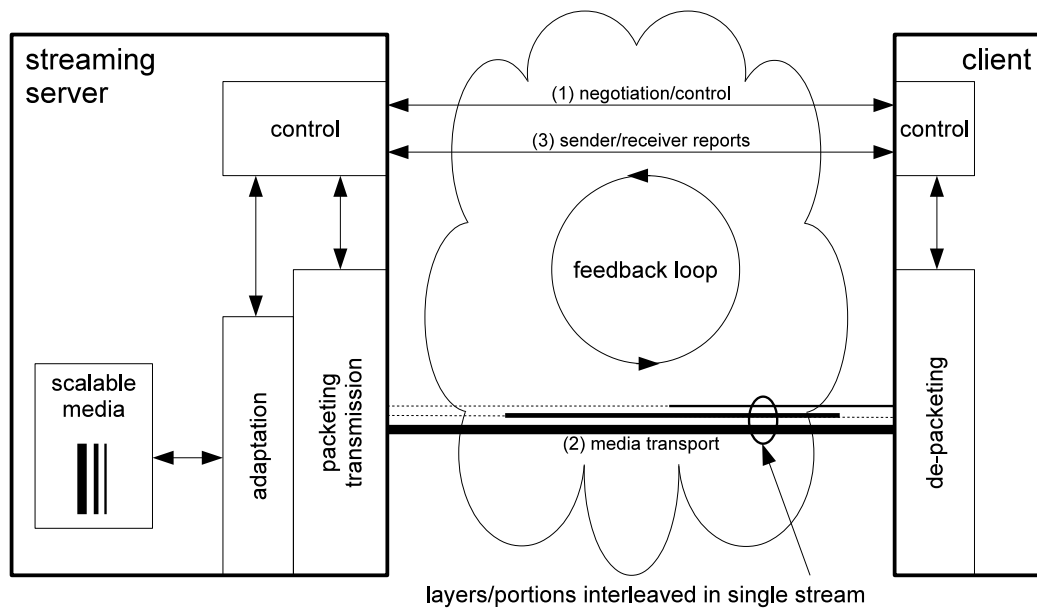 streaming
server
client
control
(1) negotiation/control
control
(3) sender/receiver reports
feedback loop
scalable
media
adaptation
packeting
transmission
(2) media transport
de-packeting
layers/portions interleaved in single stream